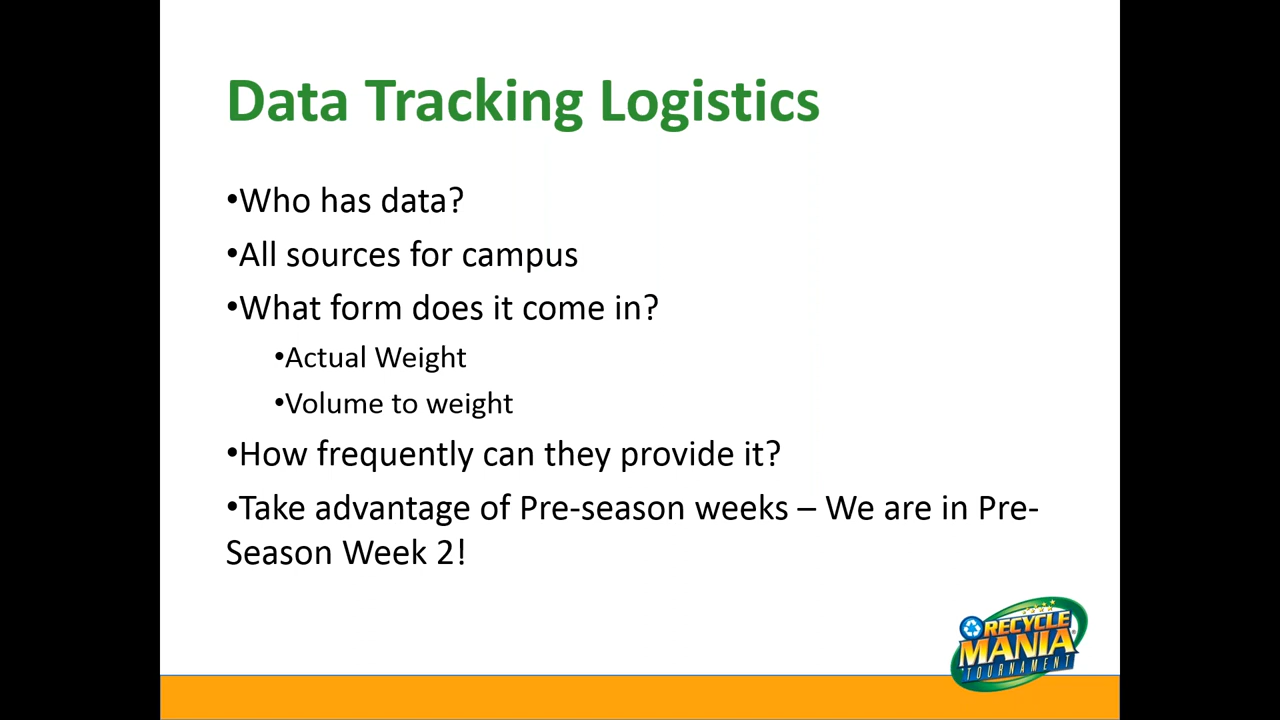 Data Tracking Logistics
•Who has data?
•All sources for campus
•What form does it come in?
•Actual Weight
•Volume to weight
•How frequently can they provide it?
•Take advantage of Pre-season weeks – We are in Pre-
Season Week 2!
RECYCLE
MANIA
TOURNAMENT